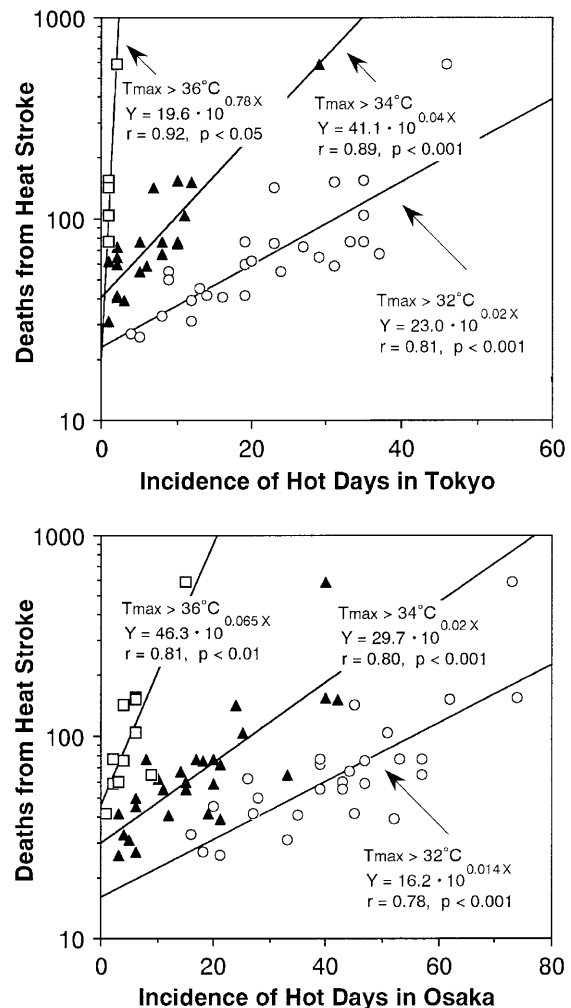 1000
100
10
Deaths from Heat Stroke
Tmax > 36°C
Y = 19.6 · 10^0.78 X
r = 0.92, p < 0.05
Tmax > 34°C
Y = 41.1 · 10^0.04 X
r = 0.89, p < 0.001
Tmax > 32°C
Y = 23.0 · 10^0.02 X
r = 0.81, p < 0.001
0 20 40 60
Incidence of Hot Days in Tokyo
1000
100
10
Deaths from Heat Stroke
Tmax > 36°C
Y = 46.3 · 10^0.065 X
r = 0.81, p < 0.01
Tmax > 34°C
Y = 29.7 · 10^0.02 X
r = 0.80, p < 0.001
Tmax > 32°C
Y = 16.2 · 10^0.014 X
r = 0.78, p < 0.001
0 20 40 60 80
Incidence of Hot Days in Osaka